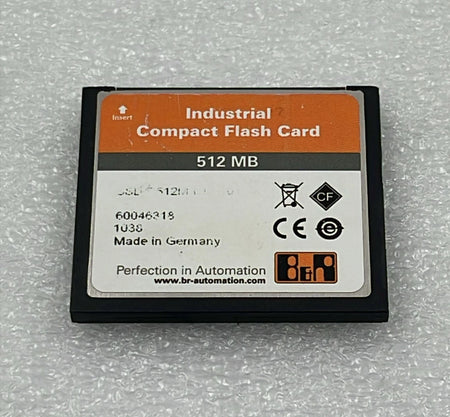 Insert
Industrial
Compact Flash Card
512 MB
CF
60046318
1038
Made in Germany
CE
Perfection in Automation
www.br-automation.com
B&R